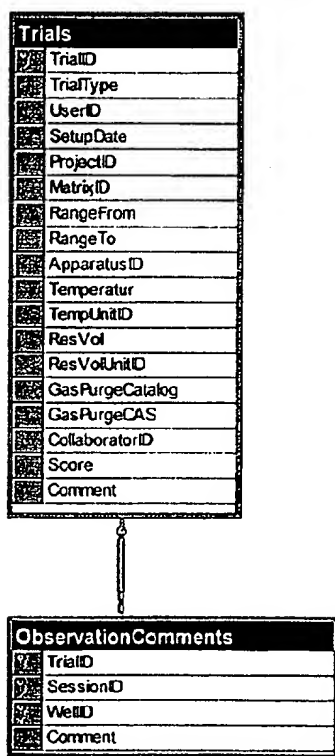 Trials
TrialID
TrialType
UserID
SetupDate
ProjectID
MatrixID
RangeFrom
RangeTo
ApparatusID
Temperatur
TempUnitID
ResVol
ResVolUnitID
GasPurgeCatalog
GasPurgeCAS
CollaboratorID
Score
Comment
ObservationComments
TrialID
SessionID
WellID
Comment